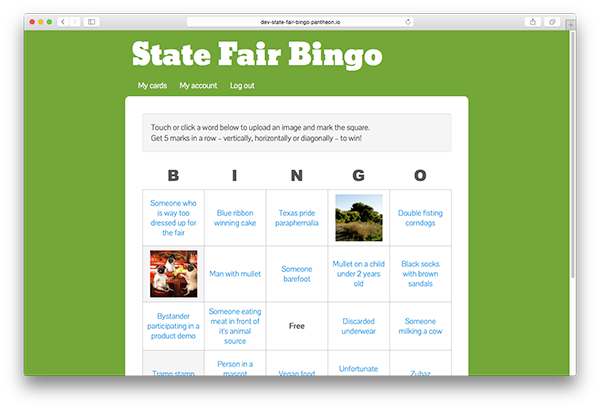 dev-state-fair-bingo.pantheon.io
State Fair Bingo
My cards My account Log out
Touch or click a word below to upload an image and mark the square.
Get 5 marks in a row – vertically, horizontally or diagonally – to win!
B I N G O
Someone who
is way too
dressed up for
the fair
Blue ribbon
winning cake
Texas pride
paraphernalia
Double fisting
corndogs
Man with mullet
Someone
barefoot
Mullet on a child
under 2 years
old
Black socks
with brown
sandals
Bystander
participating in a
product demo
Someone eating
meat in front of
it's animal
source
Free
Discarded
underwear
Someone
milking a cow
Tramp stamp
Person in a
mascot
Vegan food
Unfortunate
Zubaz